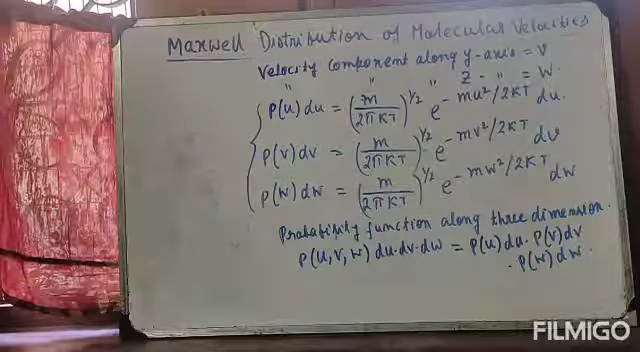 Maxwell Distribution of Molecular Velocities
Velocity component along y-axis = v
" " " z - " = w.
P(u) du = (m/2πKT)^1/2 e^-mu²/2KT du.
P(v) dv = (m/2πKT)^1/2 e^-mv²/2KT dv
P(w) dw = (m/2πKT)^1/2 e^-mw²/2KT dw
Probability function along three dimension.
P(u, v, w) du.dv.dw = P(u) du. P(v) dv
. P(w) dw.
FILMIGO